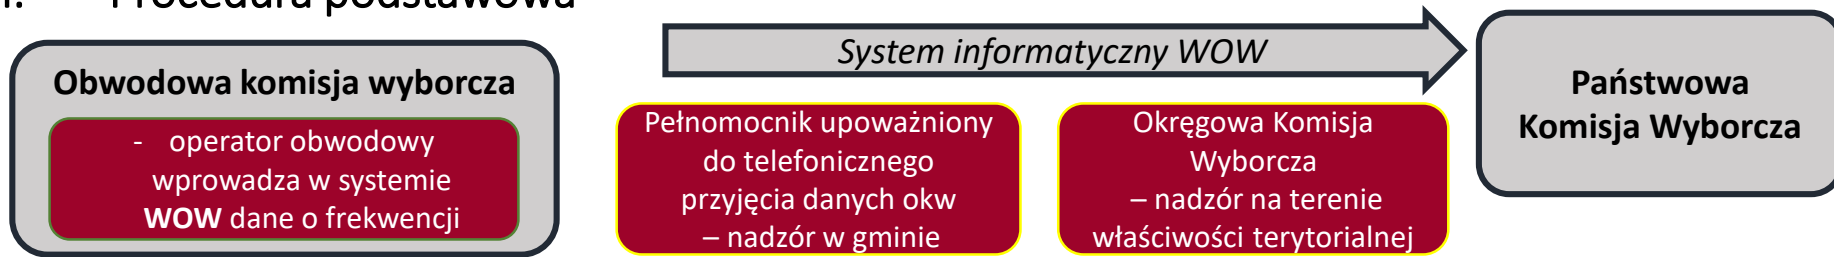 Procedura podstawowa
Obwodowa komisja wyborcza
- operator obwodowy
wprowadza w systemie
WOW dane o frekwencji
System informatyczny WOW
Pełnomocnik upoważniony
do telefonicznego
przyjęcia danych okw
– nadzór w gminie
Okręgowa Komisja
Wyborcza
– nadzór na terenie
właściwości terytorialnej
Państwowa
Komisja Wyborcza